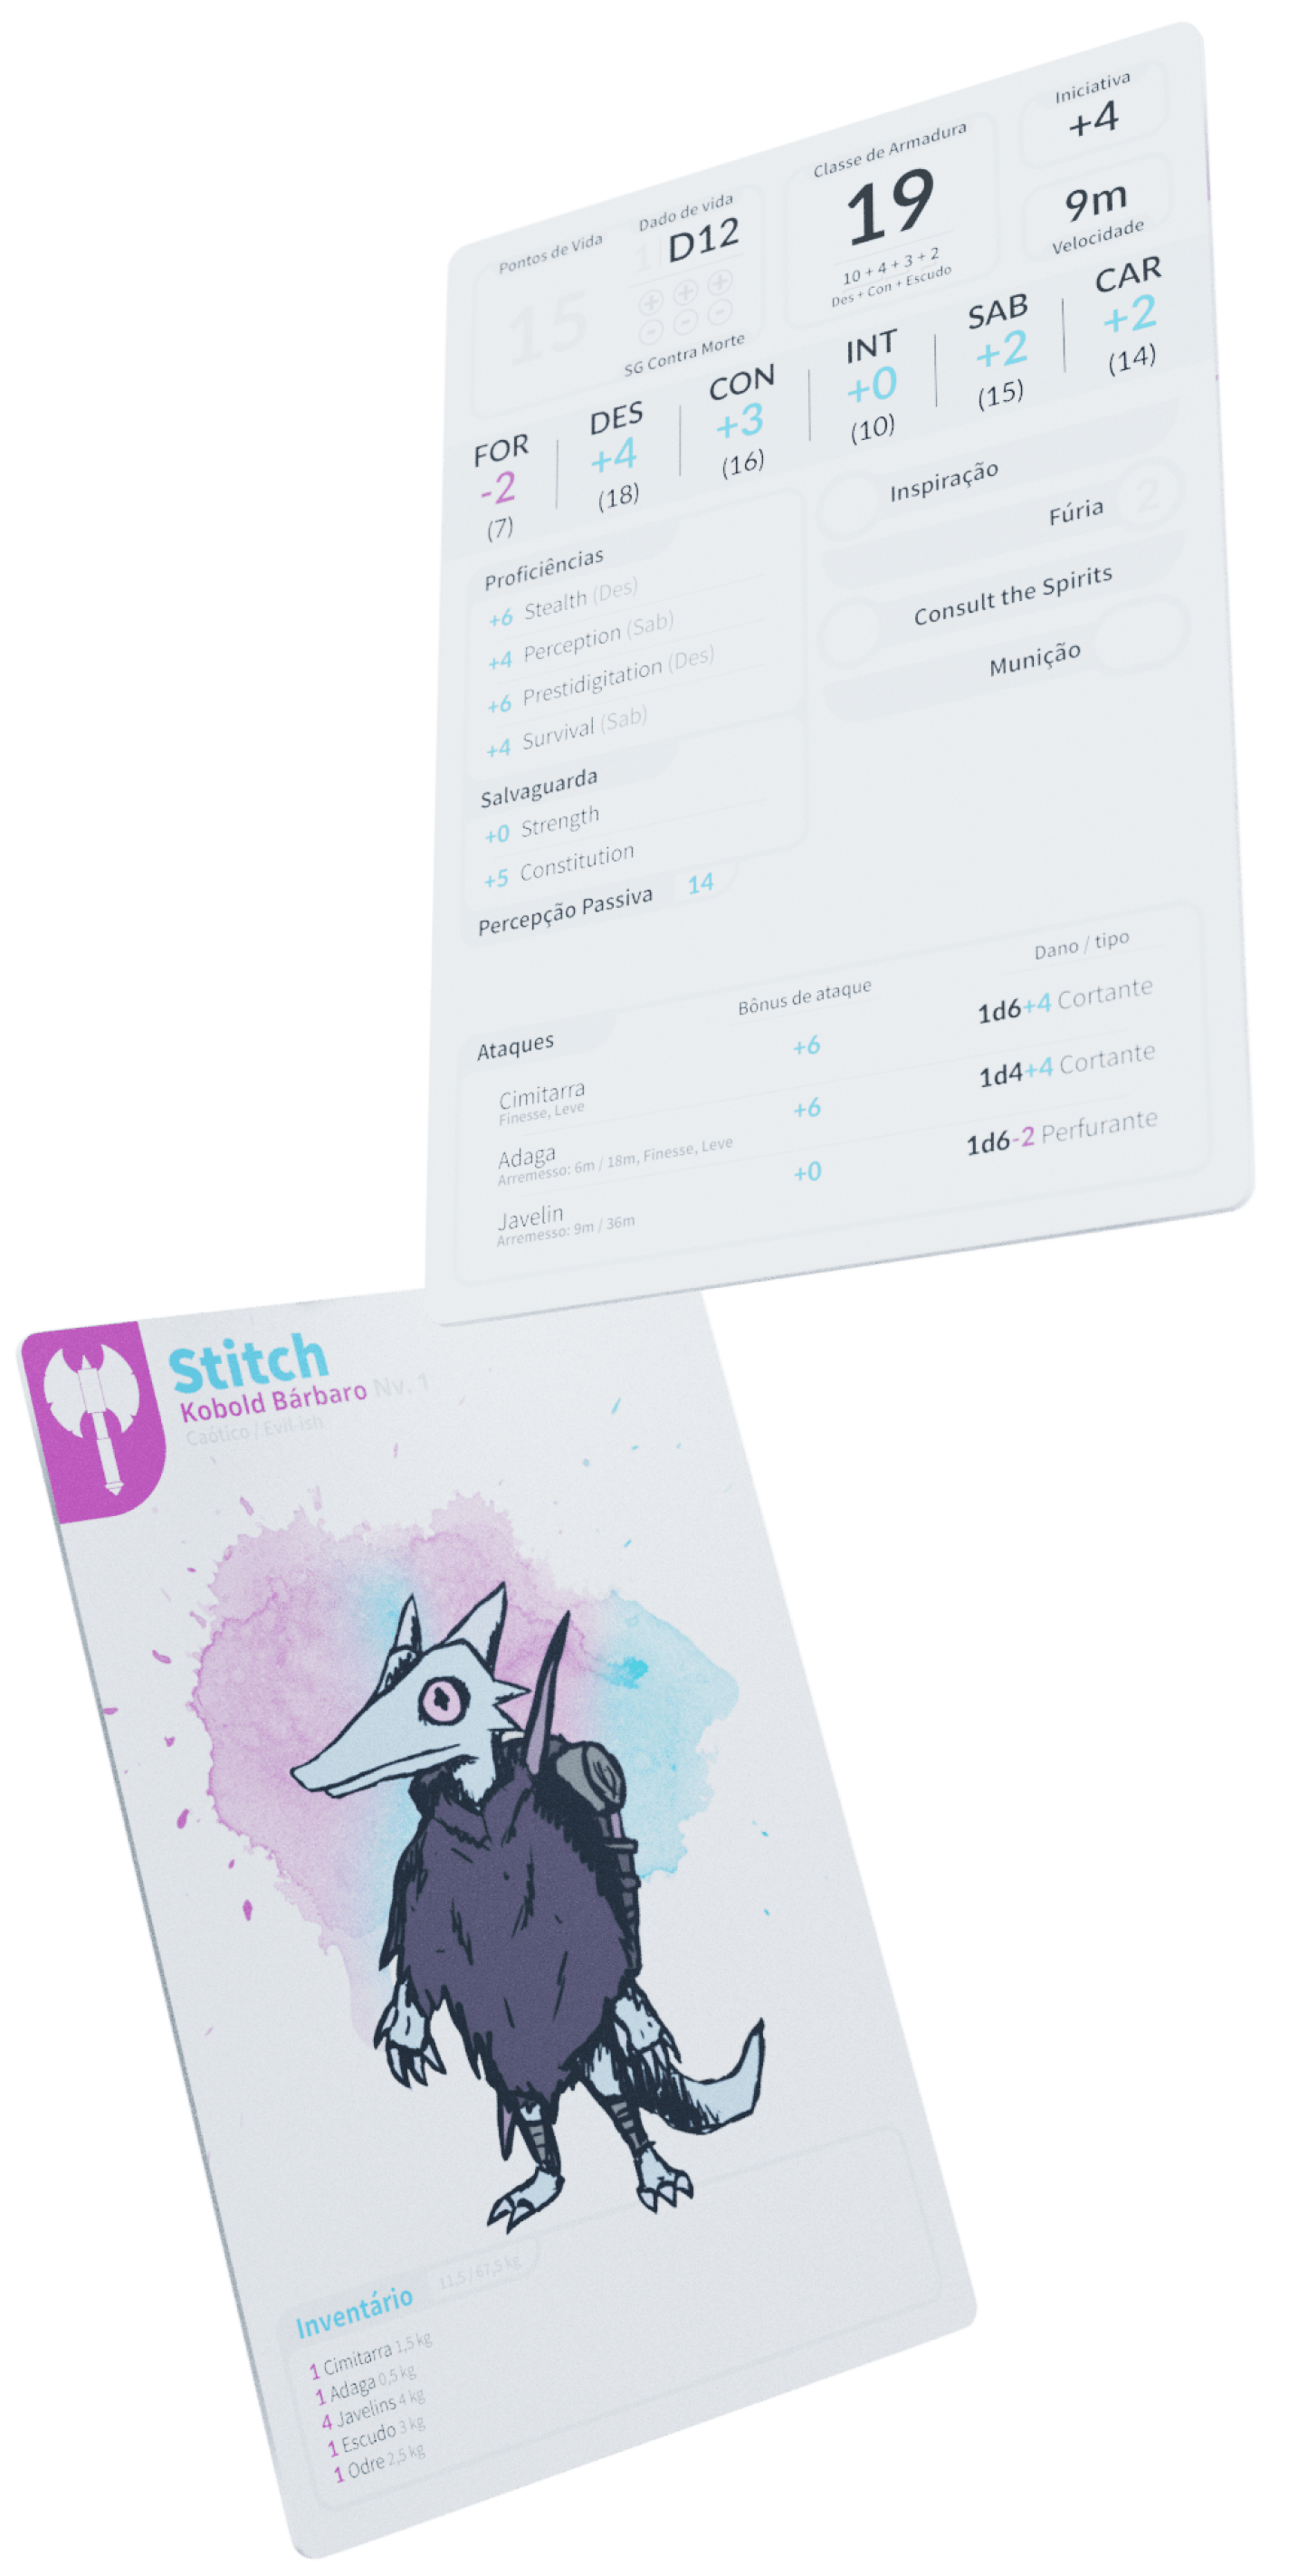 Iniciativa
+4
Classe de Armadura
19
10 + 4 + 3 + 2
Des + Con + Escudo
9m
Velocidade
Pontos de Vida
15
Dado de vida
1 D12
SG Contra Morte
FOR
-2
(7)
DES
+4
(18)
CON
+3
(16)
INT
+0
(10)
SAB
+2
(15)
CAR
+2
(14)
Proficiências
+6 Stealth (Des)
+4 Perception (Sab)
+6 Prestidigitation (Des)
+4 Survival (Sab)
Salvaguarda
+0 Strength
+5 Constitution
Percepção Passiva 14
Inspiração
Fúria 2
Consult the Spirits
Munição
Ataques
Bônus de ataque
Dano / tipo
Cimitarra
Finesse, Leve
+6
1d6+4 Cortante
Adaga
Arremesso: 6m / 18m, Finesse, Leve
+6
1d4+4 Cortante
Javelin
Arremesso: 9m / 36m
+0
1d6-2 Perfurante
Stitch
Kobold Bárbaro Nv. 1
Caótico / Evil-ish
Inventário 11,5 / 67,5 kg
1 Cimitarra 1,5 kg
1 Adaga 0,5 kg
4 Javelins 4 kg
1 Escudo 3 kg
1 Odre 2,5 kg